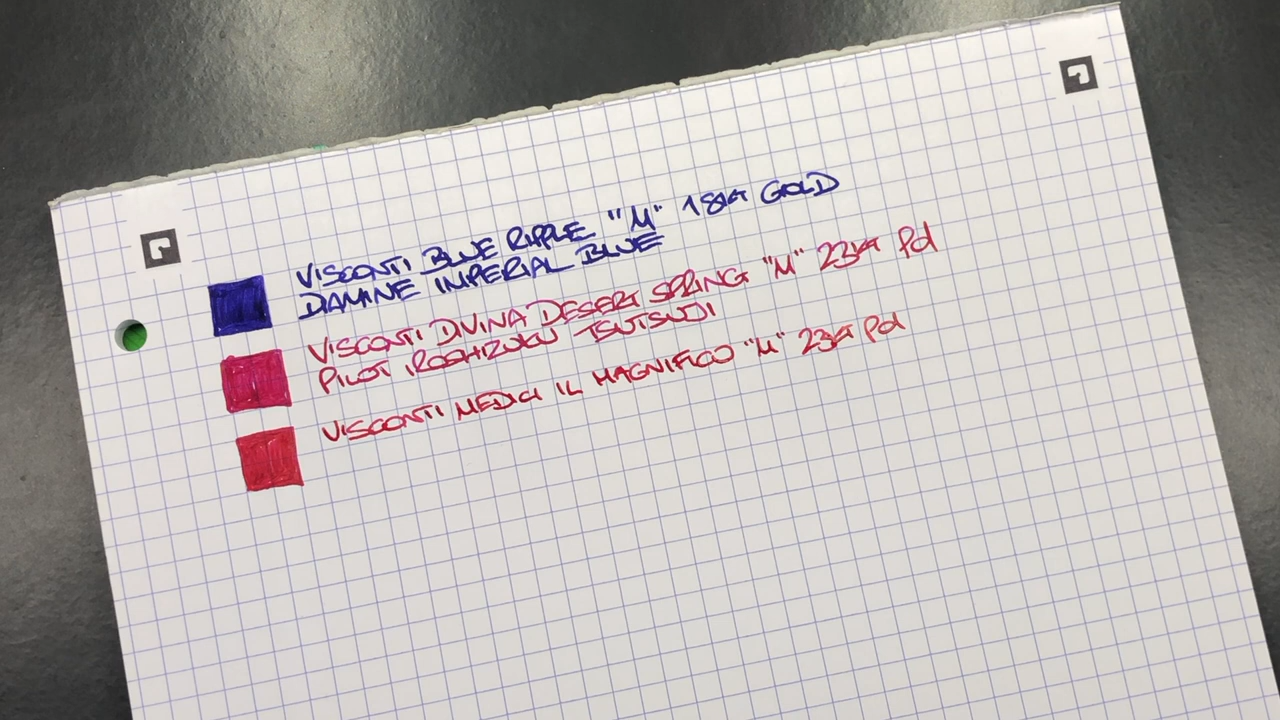 VISCONTI BLUE RIPPLE "M" 18kt GOLD
DIAMINE IMPERIAL BLUE
VISCONTI DIVINA DESERT SPRING "M" 23kt Pd
PILOT IROSHIZUKU TSUTSUJI
VISCONTI MEDICI IL MAGNIFICO "M" 23kt Pd